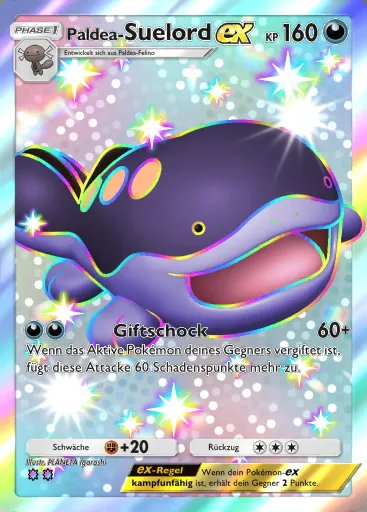 PHASE 1 Paldea-Suelord ex KP 160
Entwickelt sich aus Paldea-Felino
Giftschock 60+
Wenn das Aktive Pokémon deines Gegners vergiftet ist,
fügt diese Attacke 60 Schadenspunkte mehr zu.
Schwäche +20 Rückzug
Illustr. PLANETA Igarashi
ex-Regel Wenn dein Pokémon-ex
kampfunfähig ist, erhält dein Gegner 2 Punkte.